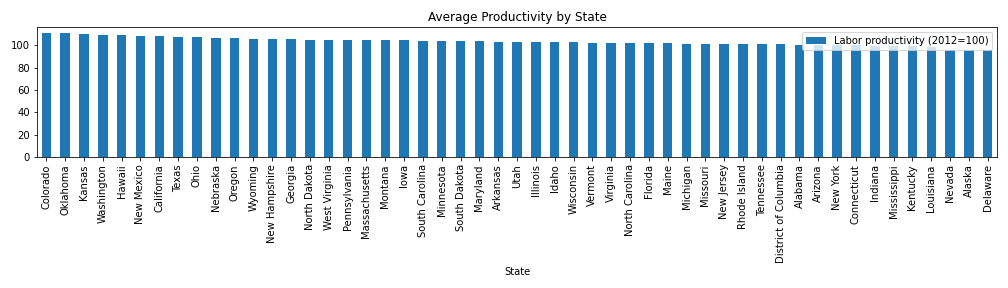 Average Productivity by State
Labor productivity (2012=100)
100
80
60
40
20
0
Colorado
Oklahoma
Kansas
Washington
Hawaii
New Mexico
California
Texas
Ohio
Nebraska
Oregon
Wyoming
New Hampshire
Georgia
North Dakota
West Virginia
Pennsylvania
Massachusetts
Montana
Iowa
South Carolina
Minnesota
South Dakota
Maryland
Arkansas
Utah
Illinois
Idaho
Wisconsin
Vermont
Virginia
North Carolina
Florida
Maine
Michigan
Missouri
New Jersey
Rhode Island
Tennessee
District of Columbia
Alabama
Arizona
New York
Connecticut
Indiana
Mississippi
Kentucky
Louisiana
Nevada
Alaska
Delaware
State